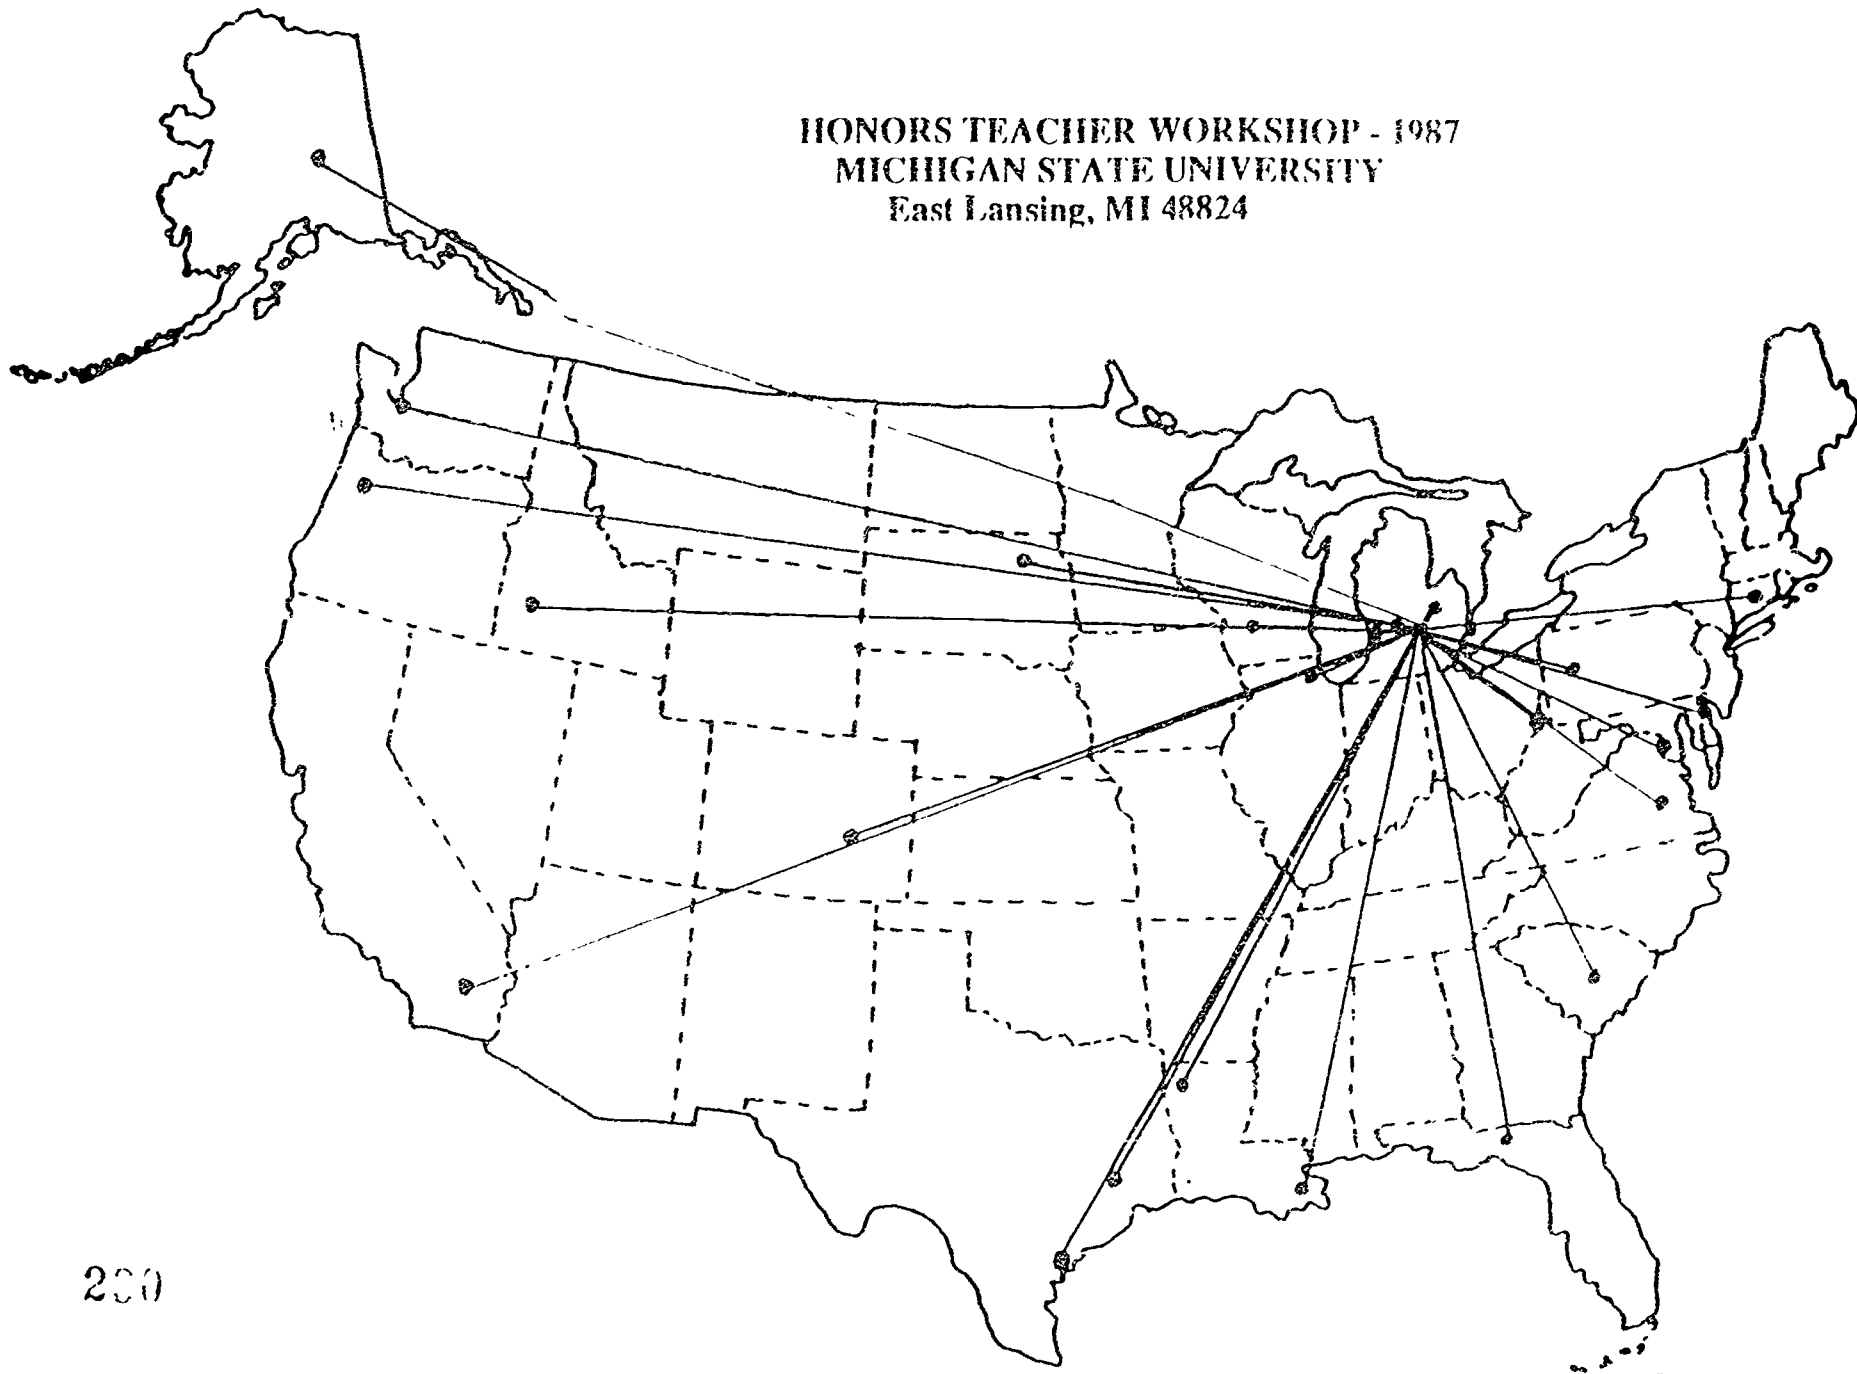 HONORS TEACHER WORKSHOP - 1987
MICHIGAN STATE UNIVERSITY
East Lansing, MI 48824